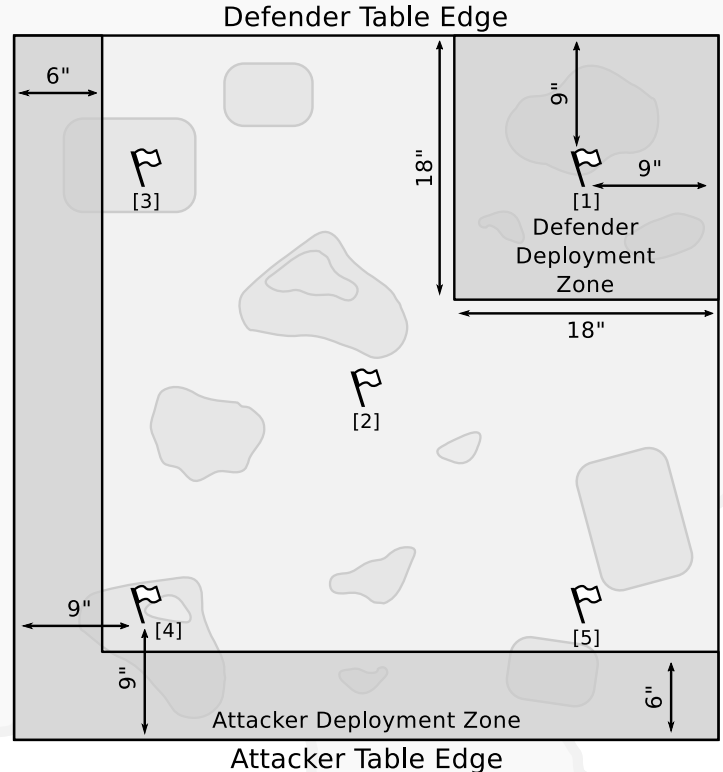 Defender Table Edge
6"
18"
9"
9"
[3]
[1]
Defender
Deployment
Zone
18"
[2]
9"
[4]
[5]
9"
6"
Attacker Deployment Zone
Attacker Table Edge